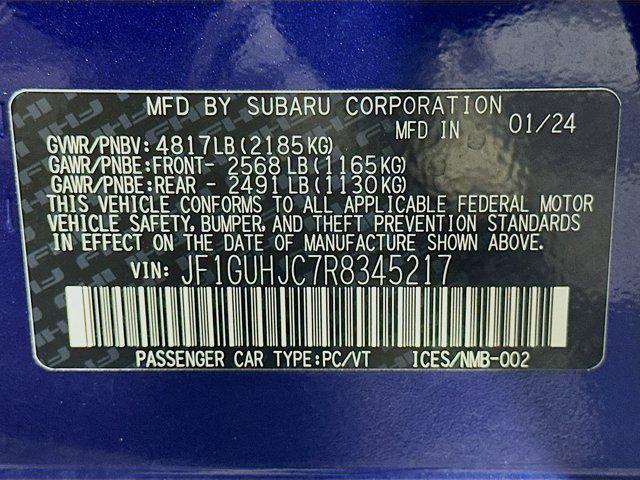 MFD BY SUBARU CORPORATION
MFD IN 01/24
GVWR/PNBV: 4817LB (2185KG)
GAWR/PNBE:FRONT- 2568 LB (1165KG)
GAWR/PNBE:REAR - 2491 LB (1130KG)
THIS VEHICLE CONFORMS TO ALL APPLICABLE FEDERAL MOTOR
VEHICLE SAFETY, BUMPER, AND THEFT PREVENTION STANDARDS
IN EFFECT ON THE DATE OF MANUFACTURE SHOWN ABOVE.
VIN: JF1GUHJC7R8345217
PASSENGER CAR TYPE:PC/VT ICES/NMB-002